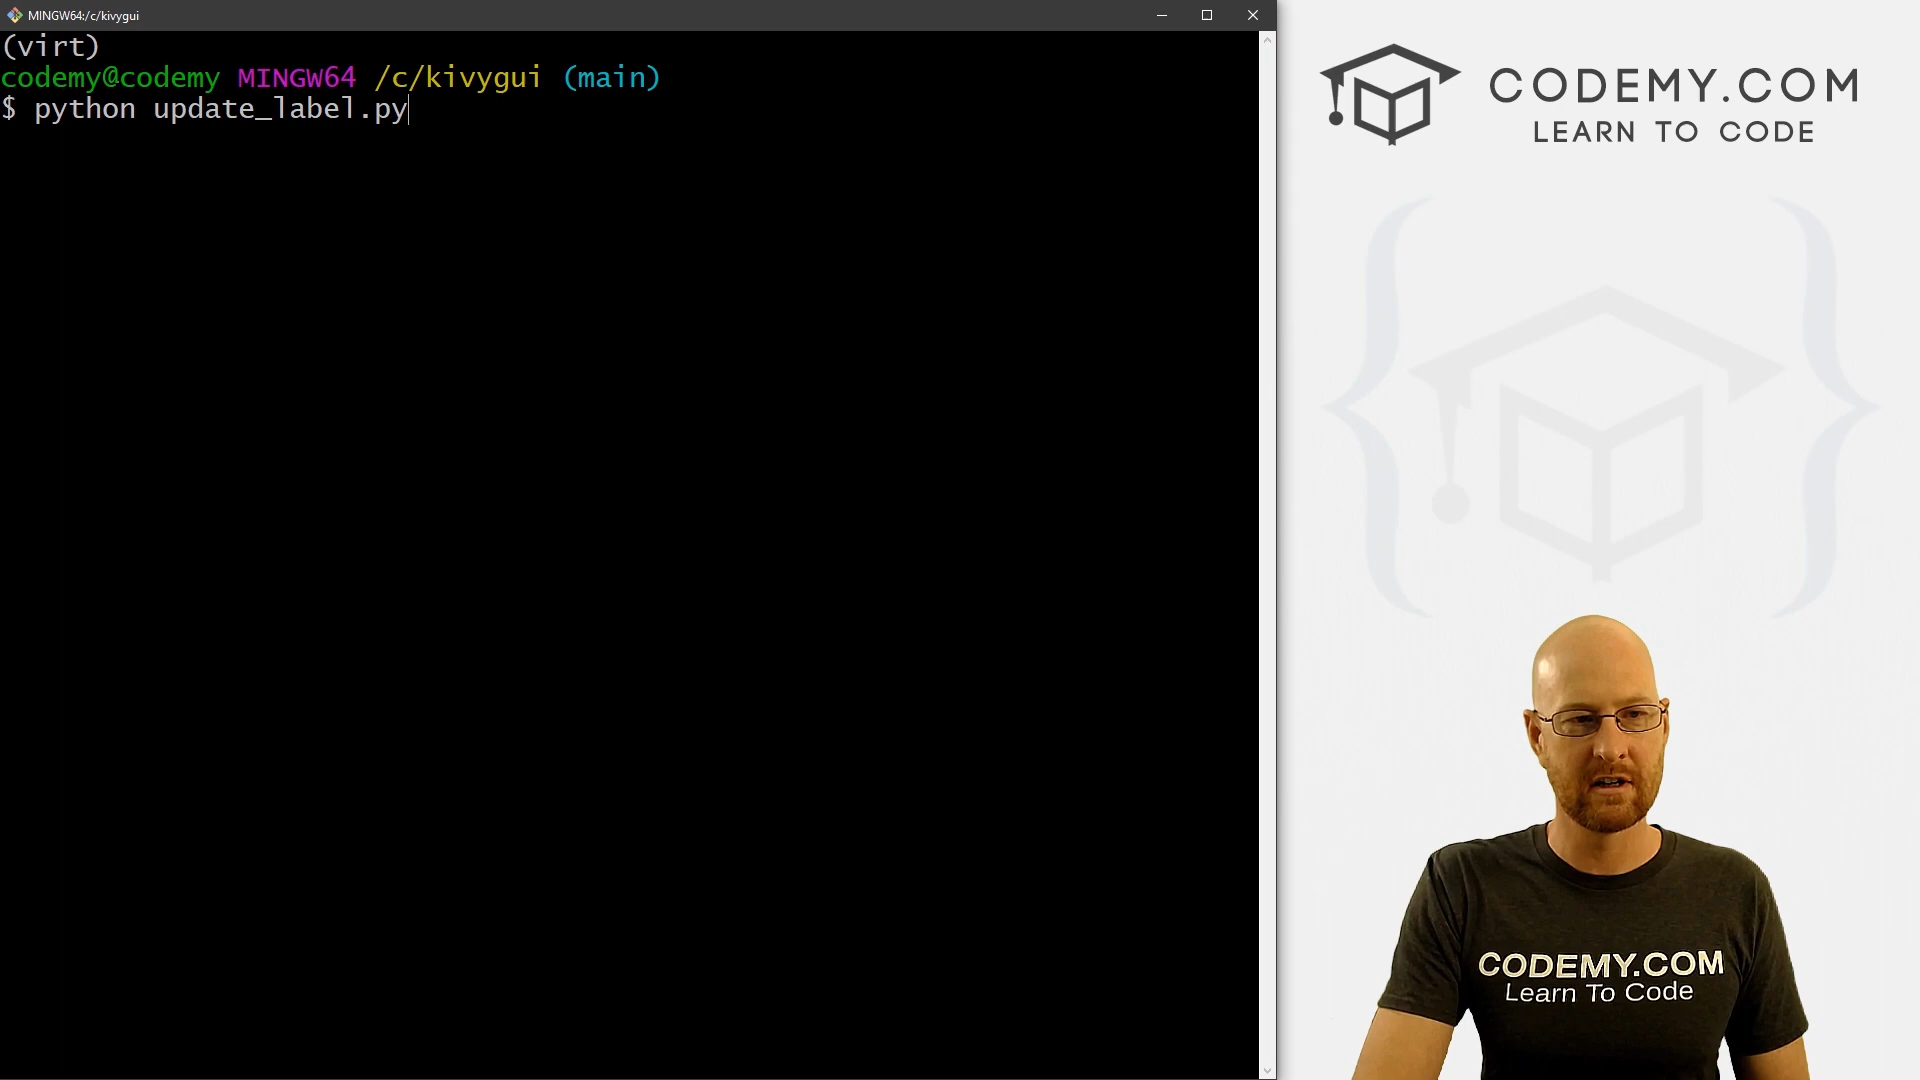 MINGW64:/c/kivygui
(virt)
codemy@codemy MINGW64 /c/kivygui (main)
$ python update_label.py
CODEMY.COM
LEARN TO CODE
CODEMY.COM
Learn To Code